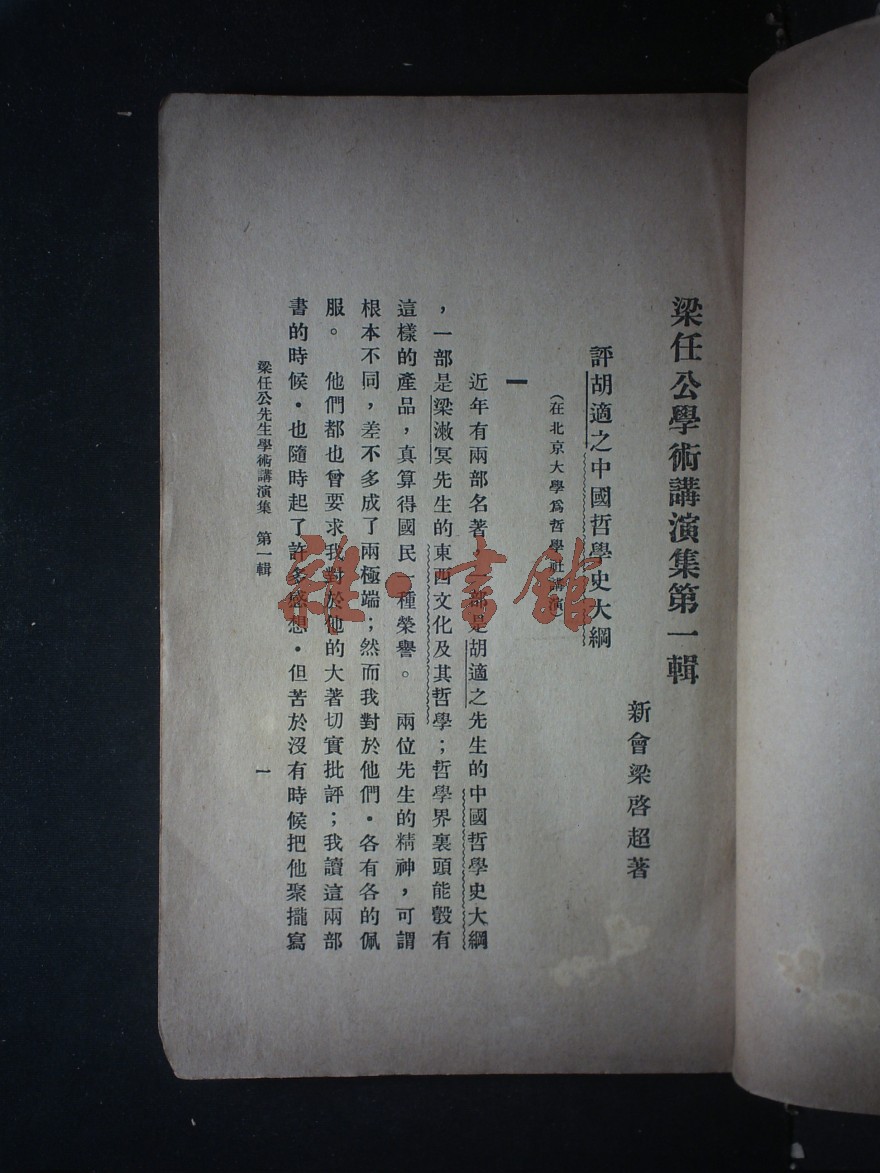 梁任公學術講演集第一輯
新會梁啓超著
評胡適之中國哲學史大綱
(在北京大學爲哲學社講演)
一
近年有兩部名著，一部是胡適之先生的中國哲學史大綱
，一部是梁漱冥先生的東西文化及其哲學；哲學界裏頭能彀有
這樣的產品，真算得國民一種榮譽。　兩位先生的精神，可謂
根本不同，差不多成了兩極端；然而我對於他們．各有各的佩
服。　他們都也曾要求我對於他的大著切實批評；我讀這兩部
書的時候．也隨時起了許多感想．但苦於沒有時候把他聚攏寫
梁任公先生學術講演集　第一輯
一
雜·書館